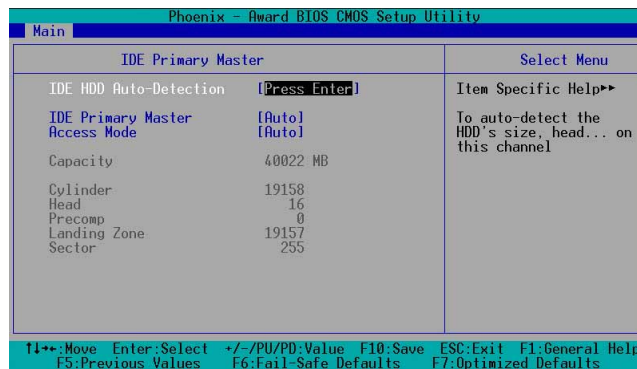 Phoenix - Award BIOS CMOS Setup Utility
Main
IDE Primary Master
Select Menu
IDE HDD Auto-Detection [Press Enter]
IDE Primary Master [Auto]
Access Mode [Auto]
Capacity 40022 MB
Cylinder 19158
Head 16
Precomp 0
Landing Zone 19157
Sector 255
Item Specific Help▸▸
To auto-detect the
HDD's size, head... on
this channel
↑↓→←:Move Enter:Select +/-/PU/PD:Value F10:Save ESC:Exit F1:General Help
F5:Previous Values F6:Fail-Safe Defaults F7:Optimized Defaults